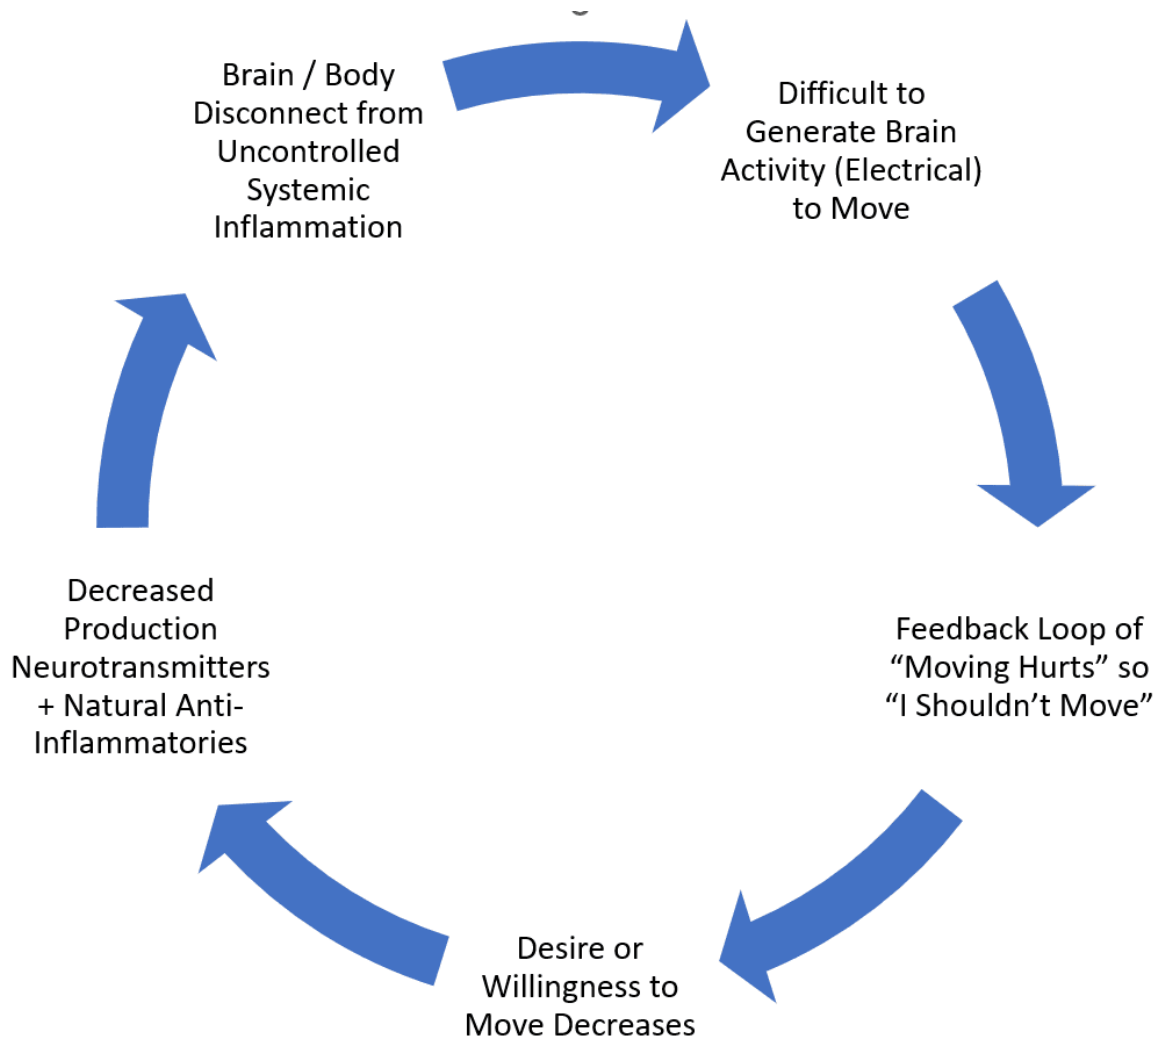 Brain / Body
Disconnect from
Uncontrolled
Systemic
Inflammation
Difficult to
Generate Brain
Activity (Electrical)
to Move
Feedback Loop of
“Moving Hurts” so
“I Shouldn’t Move”
Desire or
Willingness to
Move Decreases
Decreased
Production
Neurotransmitters
+ Natural Anti-
Inflammatories